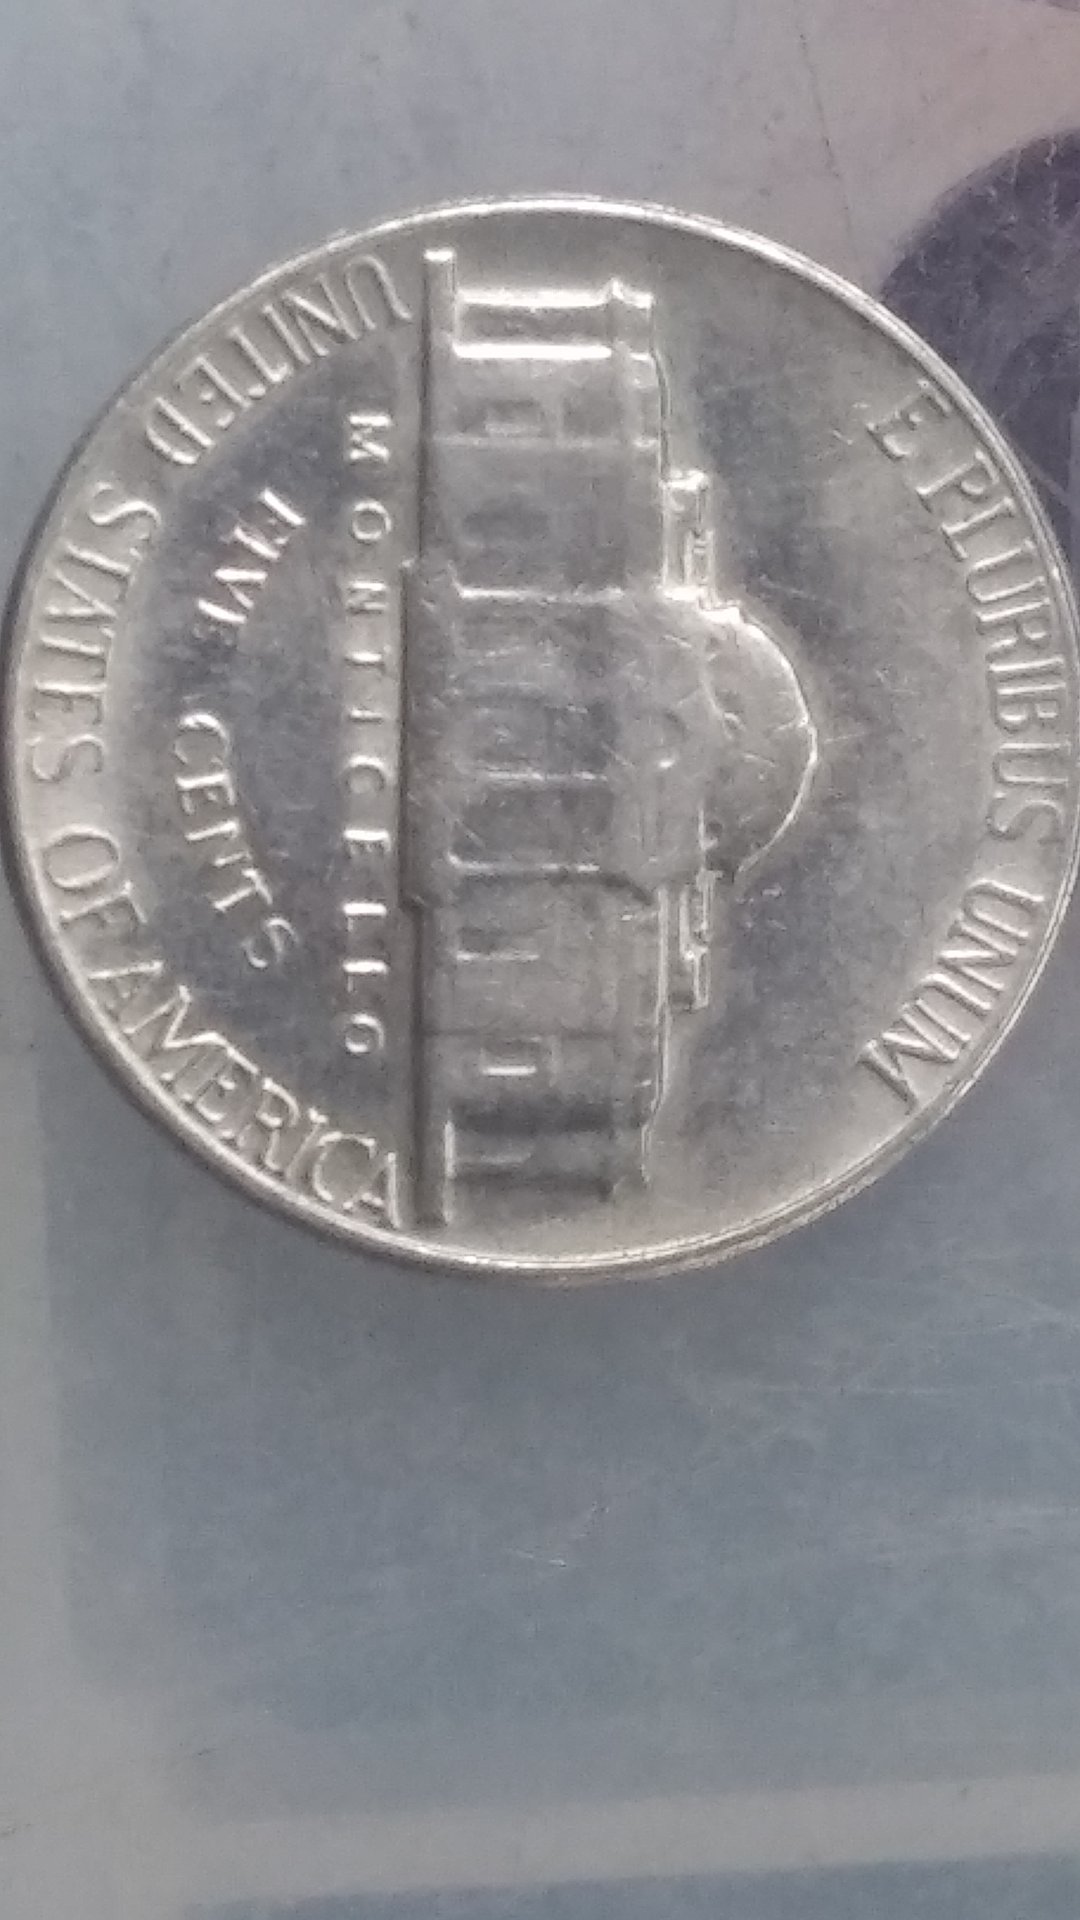 E PLURIBUS UNUM
MONTICELLO
FIVE CENTS
UNITED STATES OF AMERICA